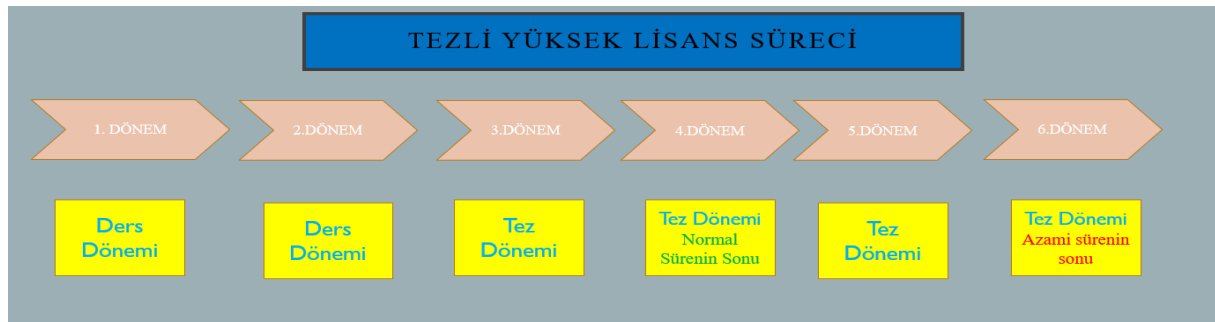 TEZLİ YÜKSEK LİSANS SÜRECİ
1. DÖNEM
2.DÖNEM
3.DÖNEM
4.DÖNEM
5.DÖNEM
6.DÖNEM
Ders
Dönemi
Ders
Dönemi
Tez
Dönemi
Tez Dönemi
Normal
Sürenin Sonu
Tez
Dönemi
Tez Dönemi
Azami sürenin
sonu